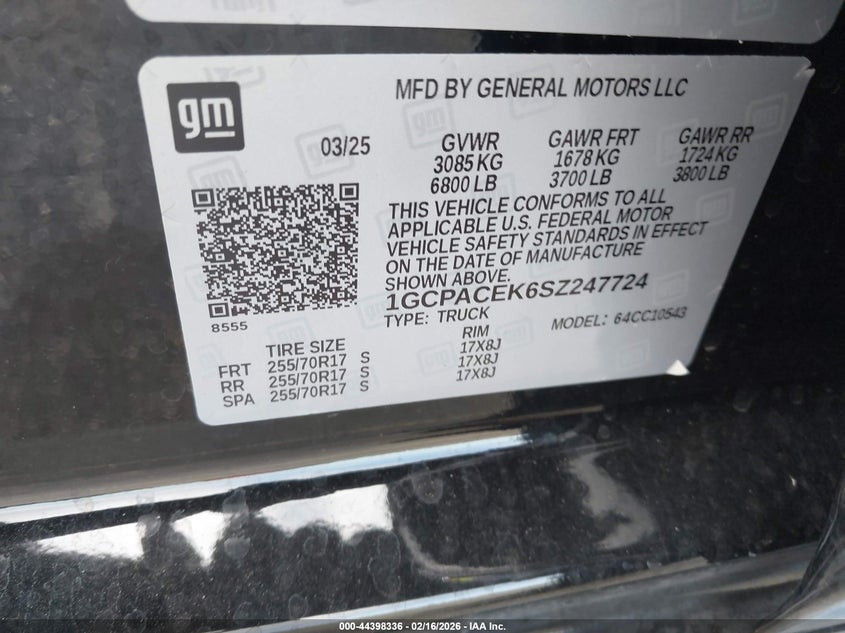 gm
MFD BY GENERAL MOTORS LLC
03/25
GVWR GAWR FRT GAWR RR
3085 KG 1678 KG 1724 KG
6800 LB 3700 LB 3800 LB
THIS VEHICLE CONFORMS TO ALL
APPLICABLE U.S. FEDERAL MOTOR
VEHICLE SAFETY STANDARDS IN EFFECT
ON THE DATE OF MANUFACTURE
SHOWN ABOVE.
1GCPACEK6SZ247724
TYPE: TRUCK MODEL: 64CC10543
8555
TIRE SIZE RIM
FRT 255/70R17 S 17X8J
RR 255/70R17 S 17X8J
SPA 255/70R17 S 17X8J
000-44398336 - 02/16/2026 - IAA Inc.